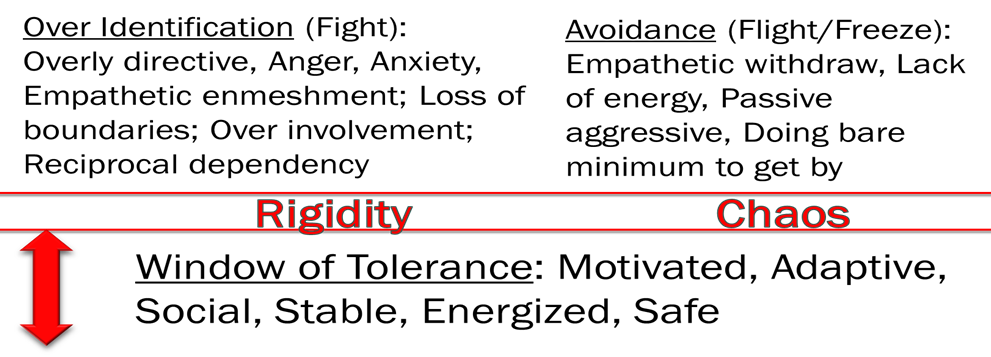 Over Identification (Fight):
Overly directive, Anger, Anxiety,
Empathetic enmeshment; Loss of
boundaries; Over involvement;
Reciprocal dependency
Avoidance (Flight/Freeze):
Empathetic withdraw, Lack
of energy, Passive
aggressive, Doing bare
minimum to get by
Rigidity
Chaos
Window of Tolerance: Motivated, Adaptive,
Social, Stable, Energized, Safe